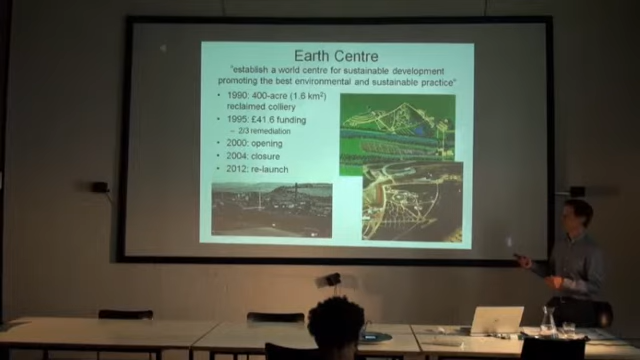 Earth Centre
"establish a world centre for sustainable development
promoting the best environmental and sustainable practice"
• 1990: 400-acre (1.6 km²)
reclaimed colliery
• 1995: £41.6 funding
– 2/3 remediation
• 2000: opening
• 2004: closure
• 2012: re-launch